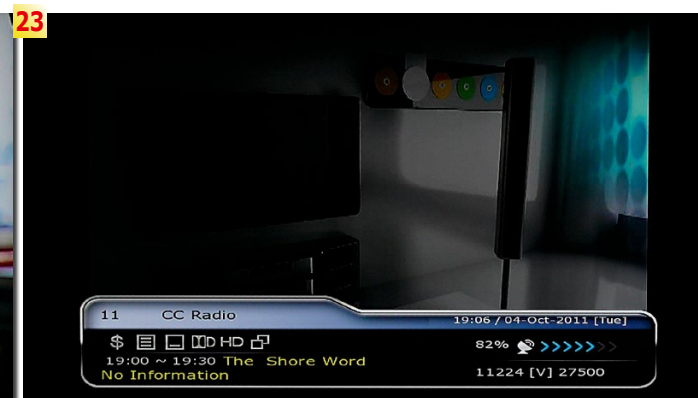 23
11 CC Radio
19:06 / 04-Oct-2011 [Tue]
$ HD
82%
19:00 ~ 19:30 The Shore Word
No Information
11224 [V] 27500